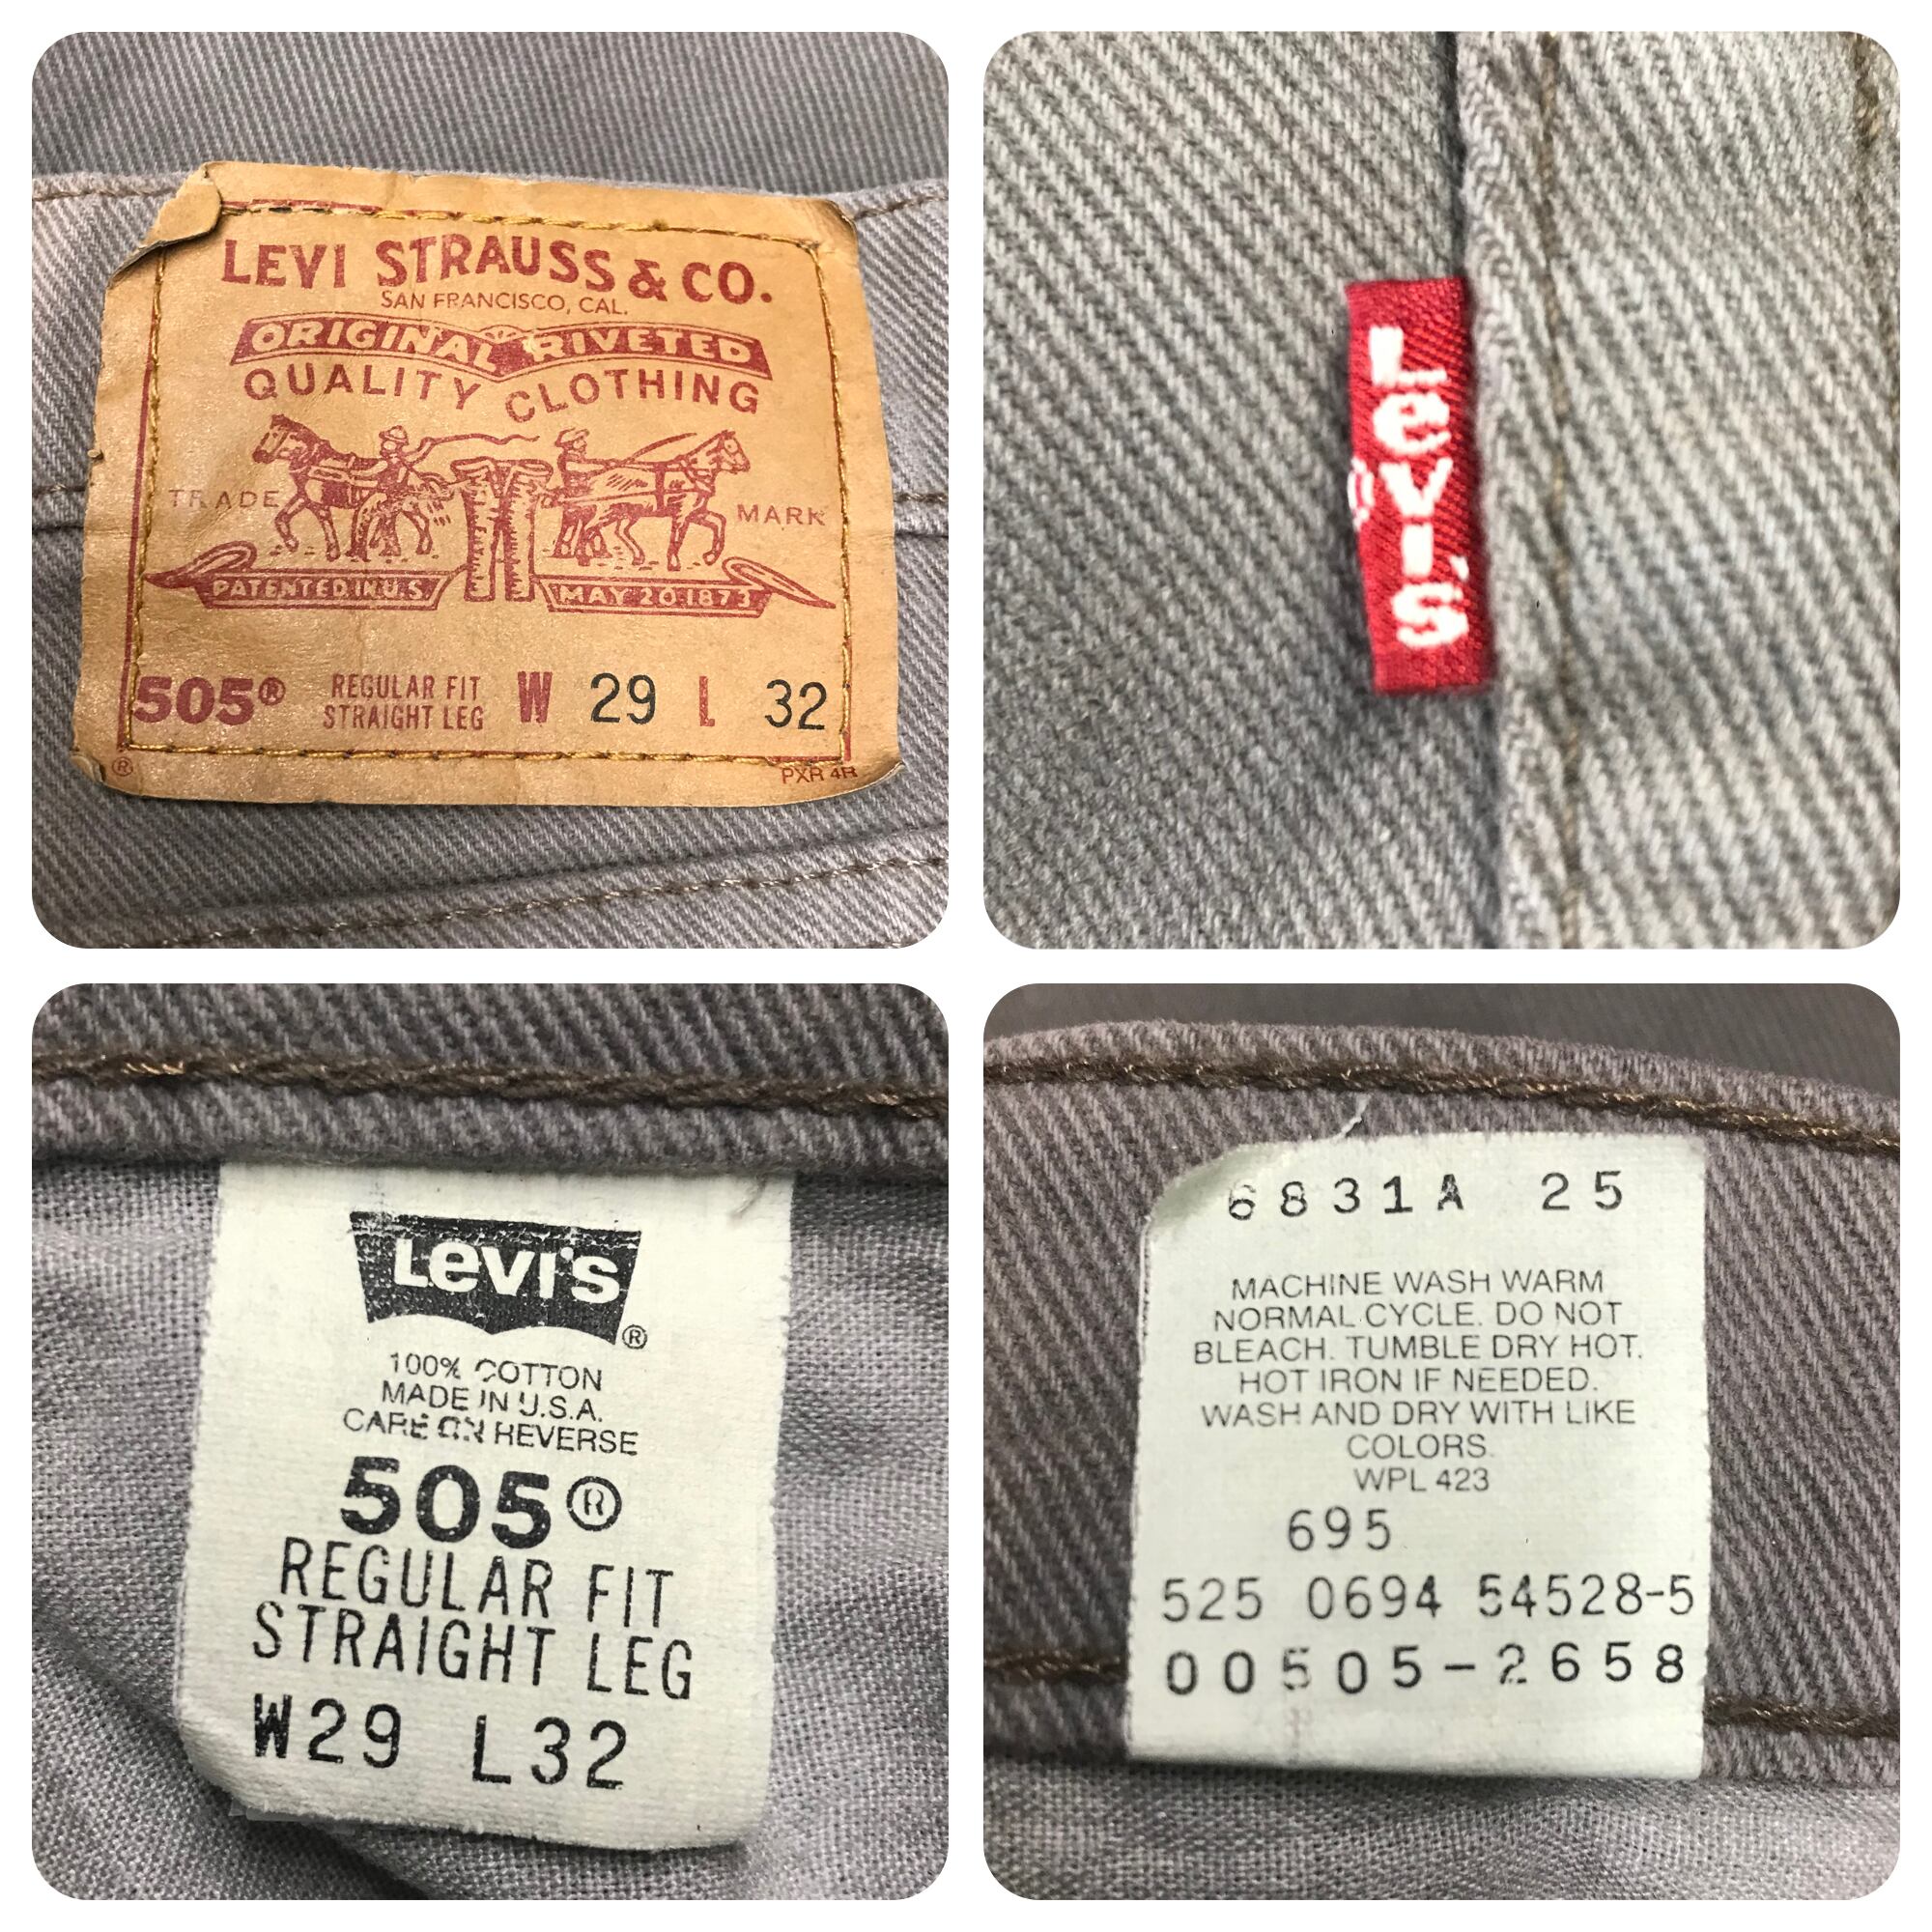 LEVI STRAUSS & CO.
SAN FRANCISCO, CAL.
ORIGINAL RIVETED
QUALITY CLOTHING
TRADE MARK
PATENTED IN U.S. MAY 20 1873
505® REGULAR FIT STRAIGHT LEG W 29 L 32
® PXR 4R
Levi's
®
Levi's
®
100% COTTON
MADE IN U.S.A.
CARE ON REVERSE
505®
REGULAR FIT
STRAIGHT LEG
W29 L32
6831A 25
MACHINE WASH WARM
NORMAL CYCLE. DO NOT
BLEACH. TUMBLE DRY HOT.
HOT IRON IF NEEDED.
WASH AND DRY WITH LIKE
COLORS.
WPL 423
695
525 0694 54528-5
00505-2658